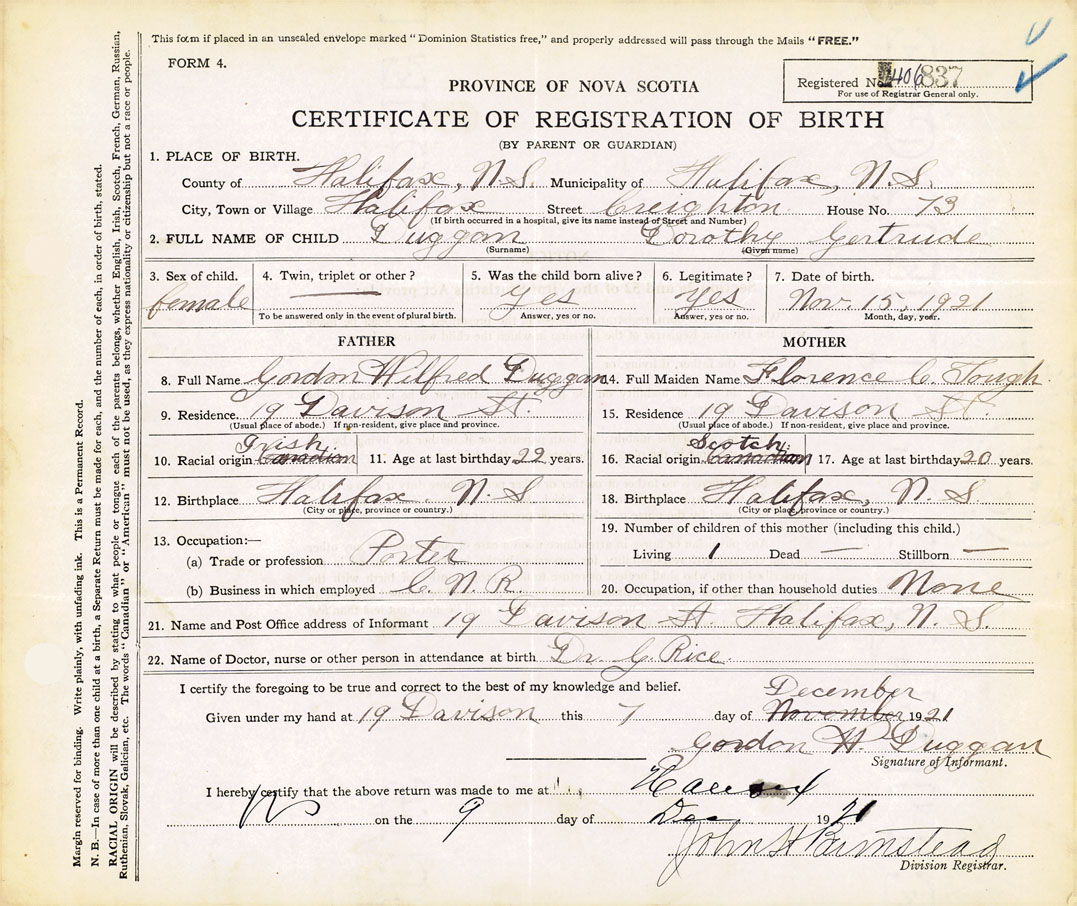 This form if placed in an unsealed envelope marked "Dominion Statistics free," and properly addressed will pass through the Mails "FREE."
FORM 4.
Registered No. 406837
For use of Registrar General only.
PROVINCE OF NOVA SCOTIA
CERTIFICATE OF REGISTRATION OF BIRTH
(BY PARENT OR GUARDIAN)
1. PLACE OF BIRTH.
County of Halifax, N.S. Municipality of Halifax, N.S.
City, Town or Village Halifax Street Creighton House No. 73
(If birth occurred in a hospital, give its name instead of Street and Number)
2. FULL NAME OF CHILD Duggan Dorothy Gertrude
(Surname) (Given name)
3. Sex of child. 4. Twin, triplet or other? 5. Was the child born alive? 6. Legitimate? 7. Date of birth.
female — Yes Yes Nov. 15, 1921
To be answered only in the event of plural birth. Answer, yes or no. Answer, yes or no. Month, day, year.
FATHER
8. Full Name Gordon Wilfred Duggan
9. Residence 19 Davison St.
(Usual place of abode.) If non-resident, give place and province.
Irish
10. Racial origin Canadian 11. Age at last birthday 22 years.
12. Birthplace Halifax. N.S
(City or place, province or country.)
13. Occupation:—
(a) Trade or profession Porter
(b) Business in which employed C. N. R.
MOTHER
14. Full Maiden Name Florence C. Tough
15. Residence 19 Davison St.
(Usual place of abode.) If non-resident, give place and province.
Scotch
16. Racial origin Canadian 17. Age at last birthday 20 years.
18. Birthplace Halifax, N. S
(City or place, province or country.)
19. Number of children of this mother (including this child.)
Living 1 Dead — Stillborn —
20. Occupation, if other than household duties None
21. Name and Post Office address of Informant 19 Davison St. Halifax, N. S.
22. Name of Doctor, nurse or other person in attendance at birth Dr. G. Rice.
I certify the foregoing to be true and correct to the best of my knowledge and belief.
December
Given under my hand at 19 Davison this 7 day of November 1921
Gordon W. Duggan
Signature of Informant.
I hereby certify that the above return was made to me at
on the 9 day of Dec 1921
John H Bumstead
Division Registrar.
Margin reserved for binding. Write plainly, with unfading ink. This is a Permanent Record.
N. B.—In case of more than one child at a birth, a Separate Return must be made for each, and the number of each, in order of birth, stated.
RACIAL ORIGIN will be described by stating to what people or tongue each of the parents belongs, whether English, Irish, Scotch, French, German, Russian,
Ruthenian, Slovak, Galician, etc. The words "Canadian" or "American" must not be used, as they express nationality or citizenship but not a race or people.